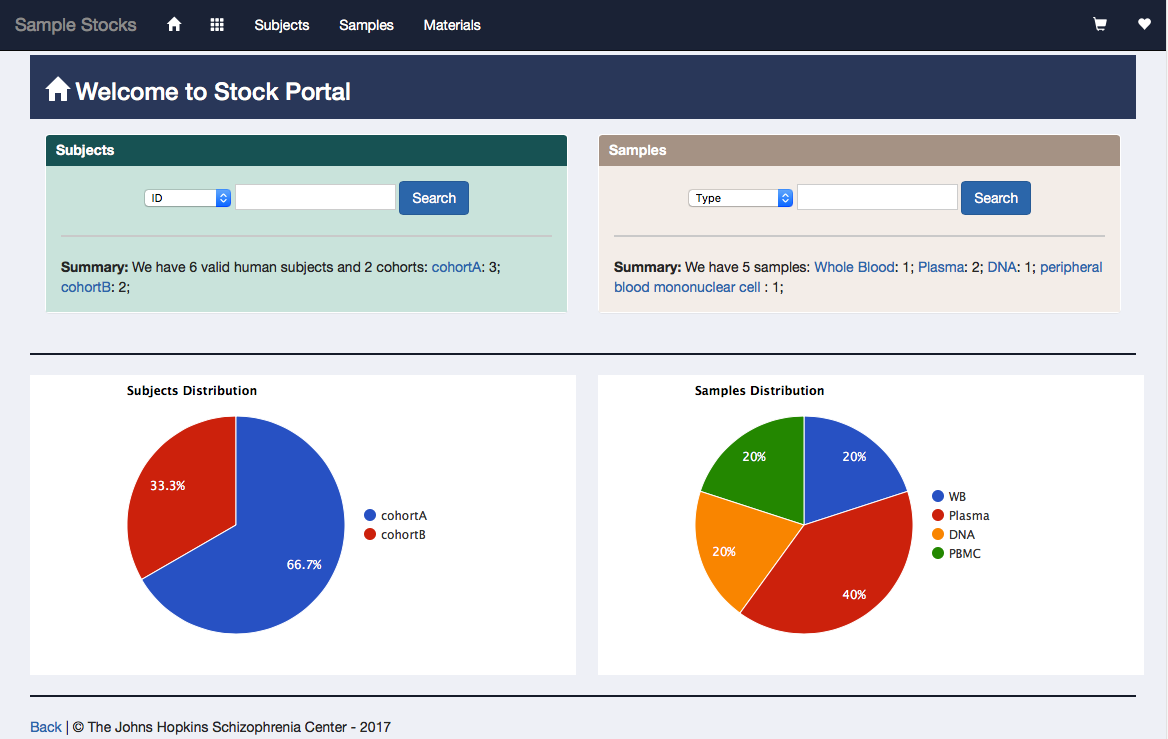 Sample Stocks Subjects Samples Materials
Welcome to Stock Portal
Subjects
ID Search
Summary: We have 6 valid human subjects and 2 cohorts: cohortA: 3;
cohortB: 2;
Samples
Type Search
Summary: We have 5 samples: Whole Blood: 1; Plasma: 2; DNA: 1; peripheral
blood mononuclear cell : 1;
Subjects Distribution
33.3%
66.7%
cohortA
cohortB
Samples Distribution
20%
20%
20%
40%
WB
Plasma
DNA
PBMC
Back | © The Johns Hopkins Schizophrenia Center - 2017